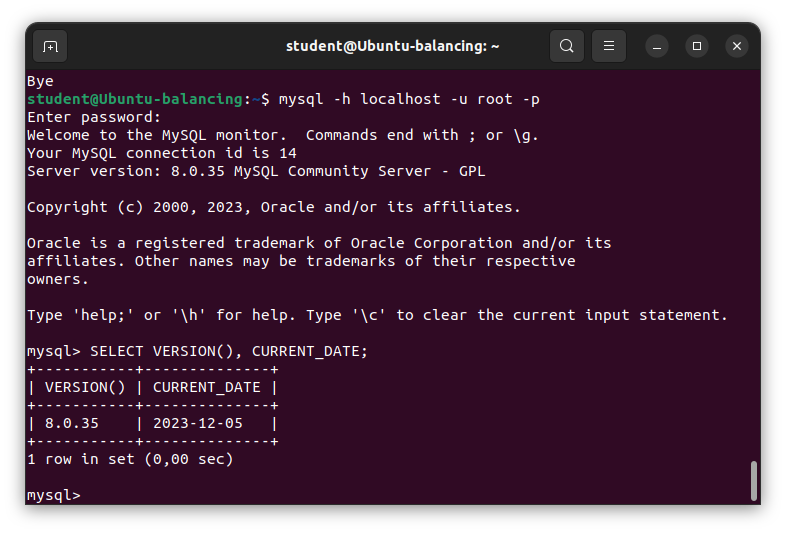 student@Ubuntu-balancing: ~
Bye
student@Ubuntu-balancing:~$ mysql -h localhost -u root -p
Enter password:
Welcome to the MySQL monitor.  Commands end with ; or \g.
Your MySQL connection id is 14
Server version: 8.0.35 MySQL Community Server - GPL
Copyright (c) 2000, 2023, Oracle and/or its affiliates.
Oracle is a registered trademark of Oracle Corporation and/or its
affiliates. Other names may be trademarks of their respective
owners.
Type 'help;' or '\h' for help. Type '\c' to clear the current input statement.
mysql> SELECT VERSION(), CURRENT_DATE;
+-----------+--------------+
| VERSION() | CURRENT_DATE |
+-----------+--------------+
| 8.0.35    | 2023-12-05   |
+-----------+--------------+
1 row in set (0,00 sec)
mysql>